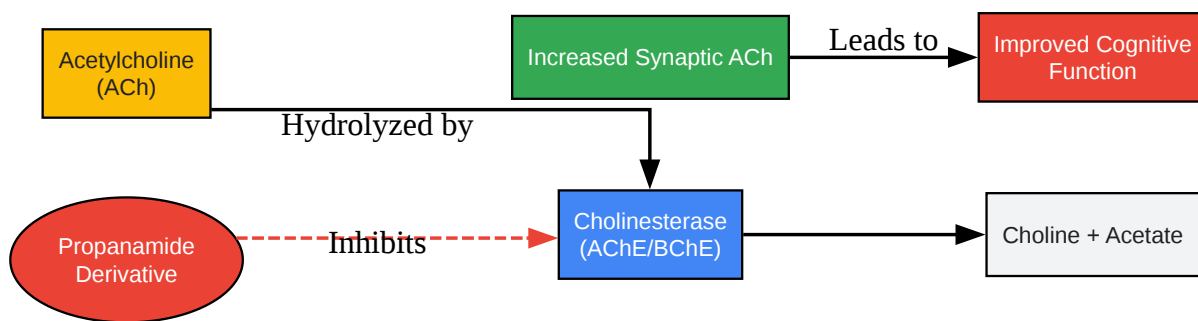 Acetylcholine
(ACh)
Increased Synaptic ACh
Leads to
Improved Cognitive
Function
Hydrolyzed by
Propanamide
Derivative
Inhibits
Cholinesterase
(AChE/BChE)
Choline + Acetate